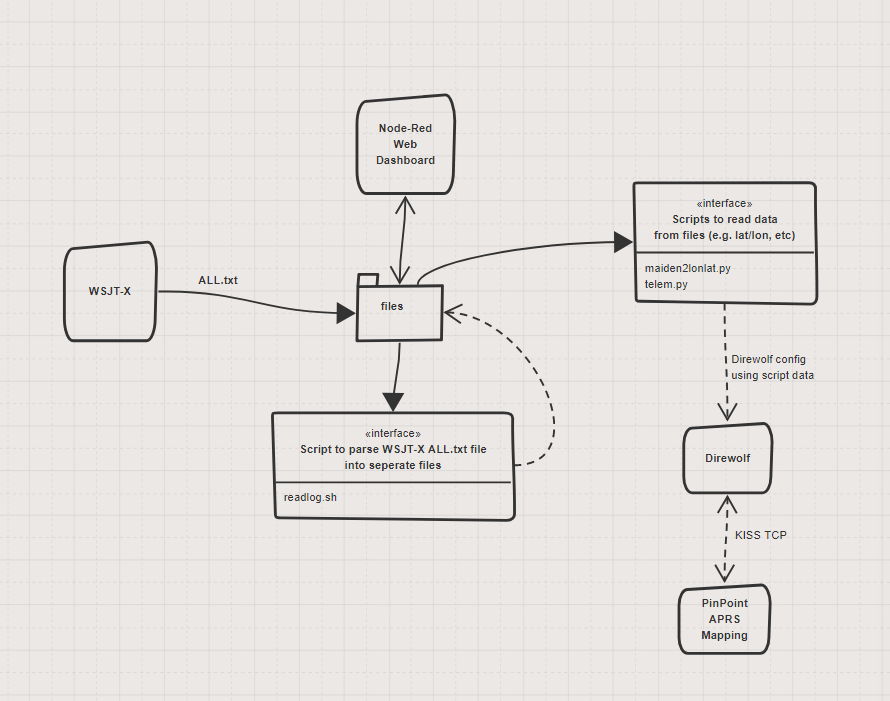 Node-Red
Web
Dashboard
«interface»
Scripts to read data
from files (e.g. lat/lon, etc)
maiden2lonlat.py
telem.py
WSJT-X
ALL.txt
files
Direwolf config
using script data
«interface»
Script to parse WSJT-X ALL.txt file
into seperate files
readlog.sh
Direwolf
KISS TCP
PinPoint
APRS
Mapping